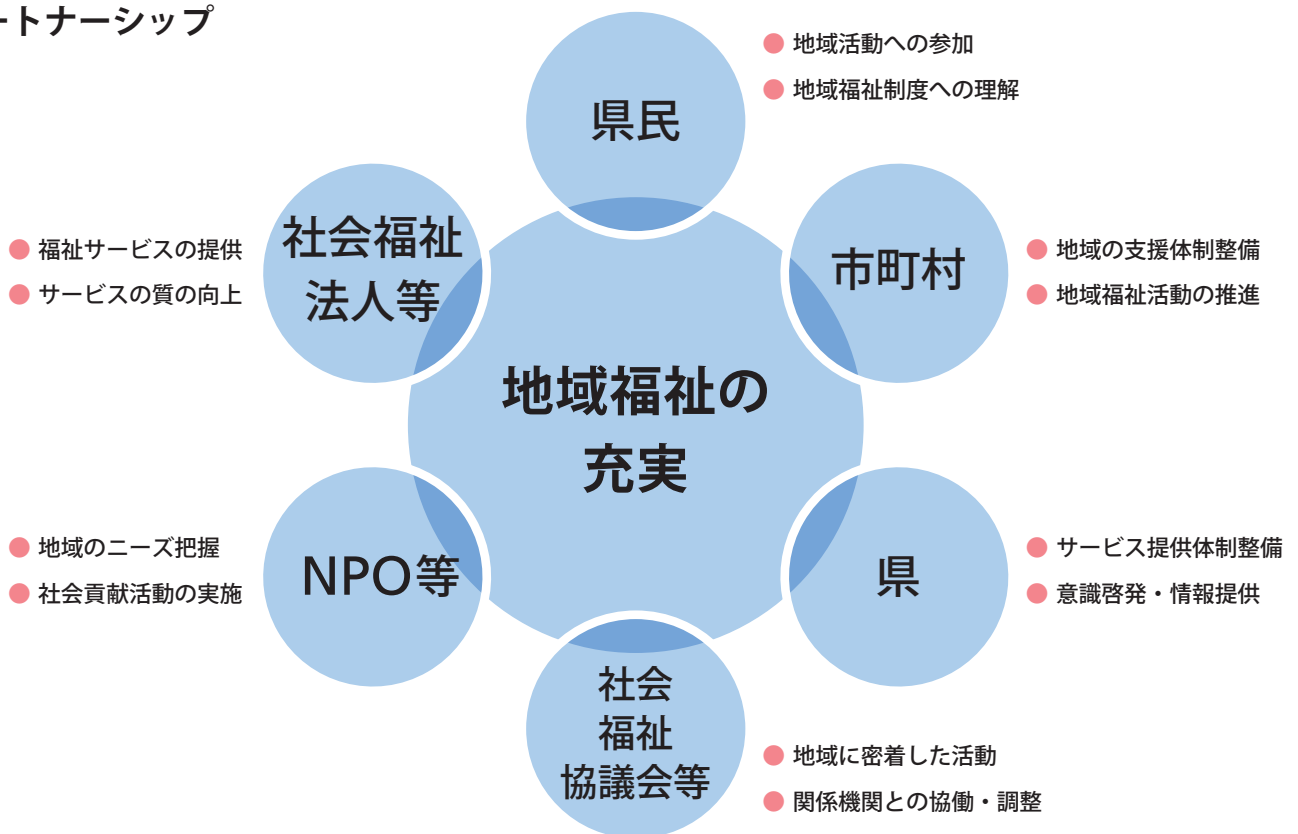 ートナーシップ
県民
● 地域活動への参加
● 地域福祉制度への理解
市町村
● 地域の支援体制整備
● 地域福祉活動の推進
県
● サービス提供体制整備
● 意識啓発・情報提供
社会
福祉
協議会等
● 地域に密着した活動
● 関係機関との協働・調整
NPO等
● 地域のニーズ把握
● 社会貢献活動の実施
社会福祉
法人等
● 福祉サービスの提供
● サービスの質の向上
地域福祉の
充実